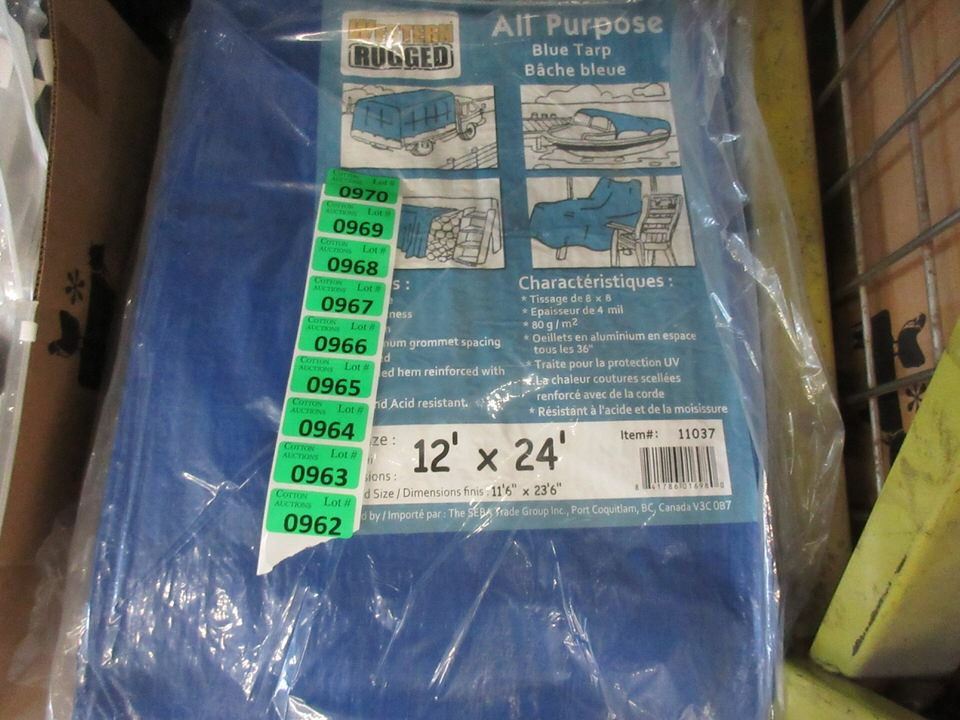 WESTERN
RUGGED
All Purpose
Blue Tarp
Bâche bleue
COTTON
AUCTIONS Lot #
0970
COTTON
AUCTIONS Lot #
0969
COTTON
AUCTIONS Lot #
0968
COTTON
AUCTIONS Lot #
0967
COTTON
AUCTIONS Lot #
0966
COTTON
AUCTIONS Lot #
0965
COTTON
AUCTIONS Lot #
0964
COTTON
AUCTIONS Lot #
0963
COTTON
AUCTIONS Lot #
0962
grommet spacing
hem reinforced with
Acid resistant.
Caractéristiques :
* Tissage de 8 x 8
* Epaisseur de 4 mil
* 80 g / m²
* Oeillets en aluminium en espace
tous les 36"
* Traite pour la protection UV
* La chaleur coutures scellées
renforcé avec de la corde
* Résistant à l'acide et de la moisissure
12' x 24'
Item#: 11037
Size / Dimensions finis : 11'6" x 23'6"
by / Importé par : The SEBA Trade Group Inc., Port Coquitlam, BC, Canada V3C 0B7